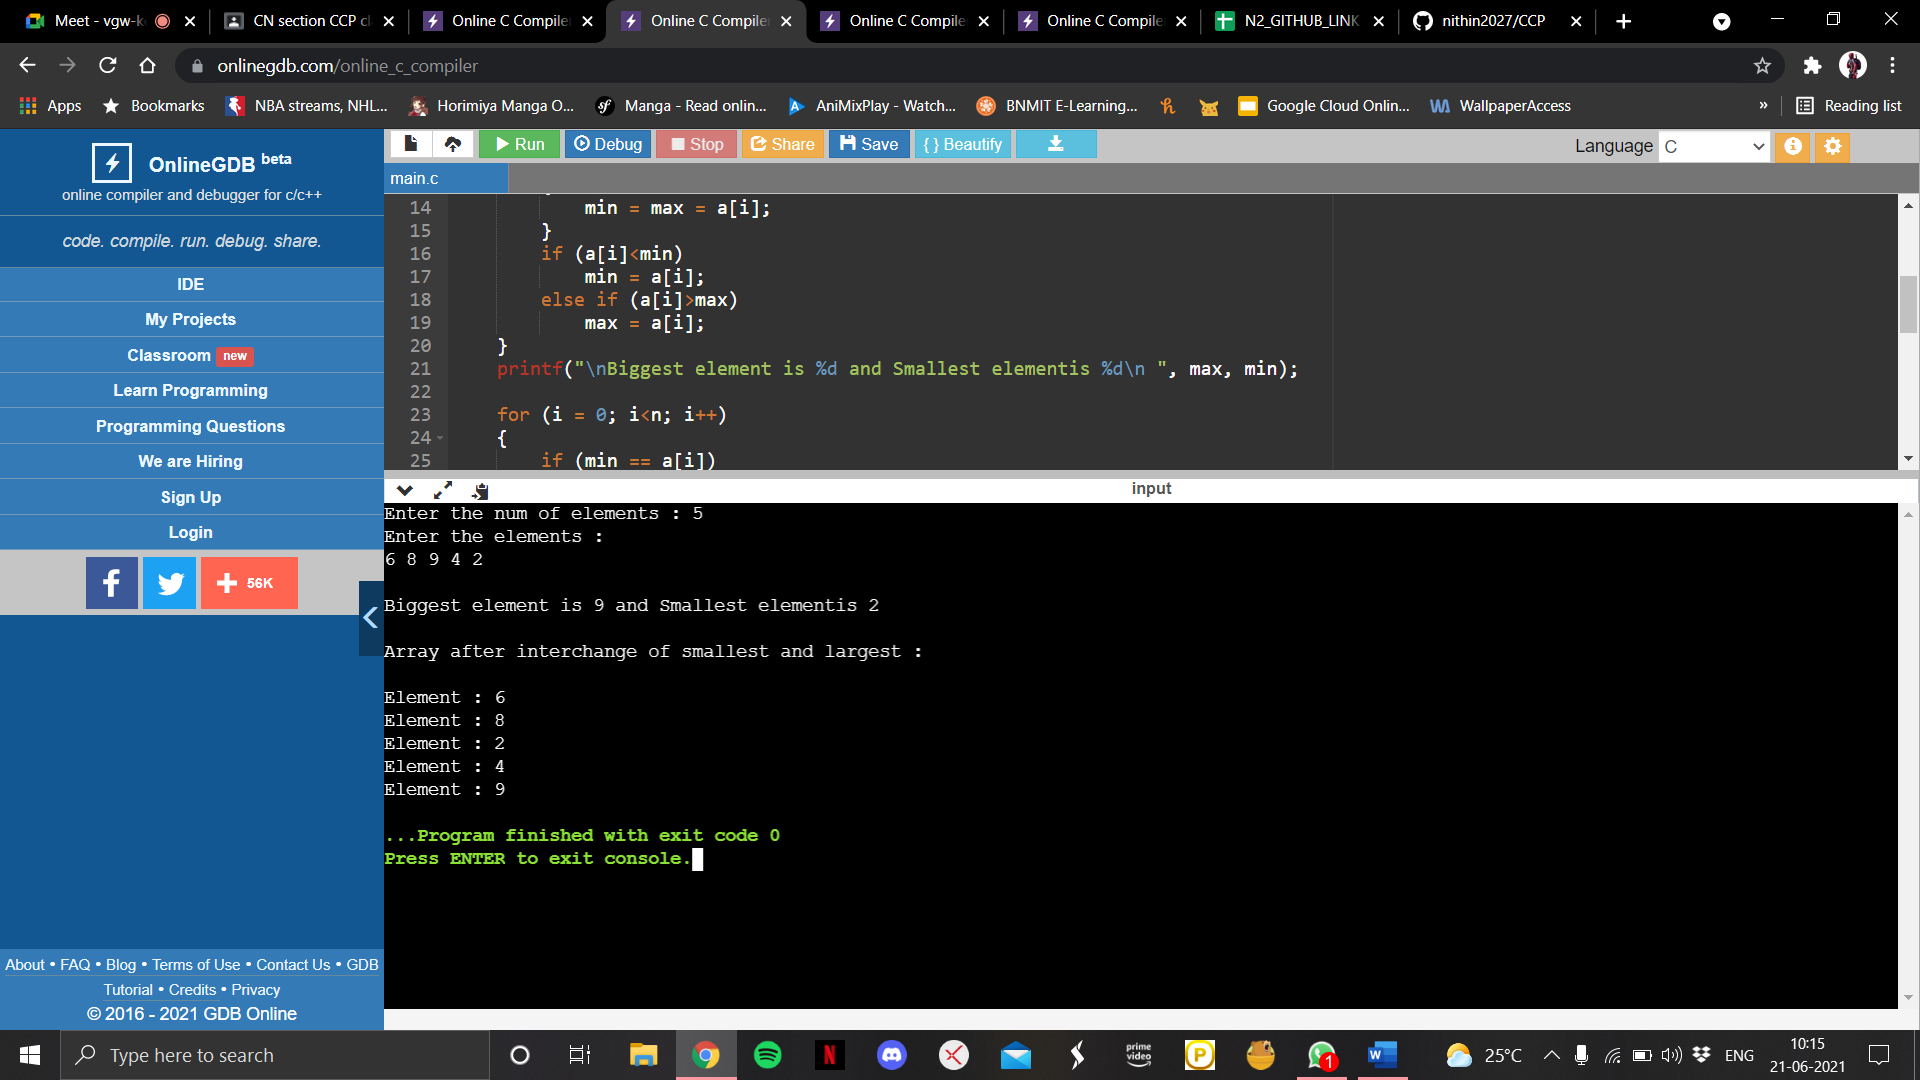 Meet - vgw-k
CN section CCP cl
Online C Compiler
Online C Compiler
Online C Compile
Online C Compile
N2_GITHUB_LINK
nithin2027/CCP
onlinegdb.com/online_c_compiler
Apps
Bookmarks
NBA streams, NHL...
Horimiya Manga O...
Manga - Read onlin...
AniMixPlay - Watch...
BNMIT E-Learning...
Google Cloud Onlin...
WallpaperAccess
»
Reading list
OnlineGDB beta
online compiler and debugger for c/c++
code. compile. run. debug. share.
IDE
My Projects
Classroom new
Learn Programming
Programming Questions
We are Hiring
Sign Up
Login
56K
About • FAQ • Blog • Terms of Use • Contact Us • GDB
Tutorial • Credits • Privacy
© 2016 - 2021 GDB Online
Run
Debug
Stop
Share
Save
{ } Beautify
Language C
main.c
14 min = max = a[i];
15 }
16 if (a[i]<min)
17 min = a[i];
18 else if (a[i]>max)
19 max = a[i];
20 }
21 printf("\nBiggest element is %d and Smallest elementis %d\n ", max, min);
22
23 for (i = 0; i<n; i++)
24 {
25 if (min == a[i])
input
Enter the num of elements : 5
Enter the elements :
6 8 9 4 2
Biggest element is 9 and Smallest elementis 2
Array after interchange of smallest and largest :
Element : 6
Element : 8
Element : 2
Element : 4
Element : 9
...Program finished with exit code 0
Press ENTER to exit console.
Type here to search
prime video
1
25°C
ENG
10:15
21-06-2021